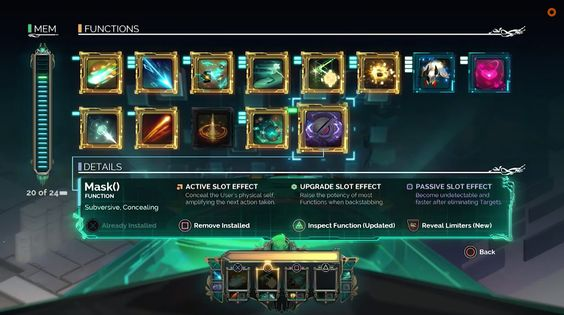 MEM
FUNCTIONS
20 of 24
DETAILS
Mask()
FUNCTION
Subversive, Concealing
ACTIVE SLOT EFFECT
Conceal the User's physical self,
amplifying the next action taken.
UPGRADE SLOT EFFECT
Raise the potency of most
Functions when backstabbing.
PASSIVE SLOT EFFECT
Become undetectable and
faster after eliminating Targets.
Already Installed
Remove Installed
Inspect Function (Updated)
Reveal Limiters (New)
Back